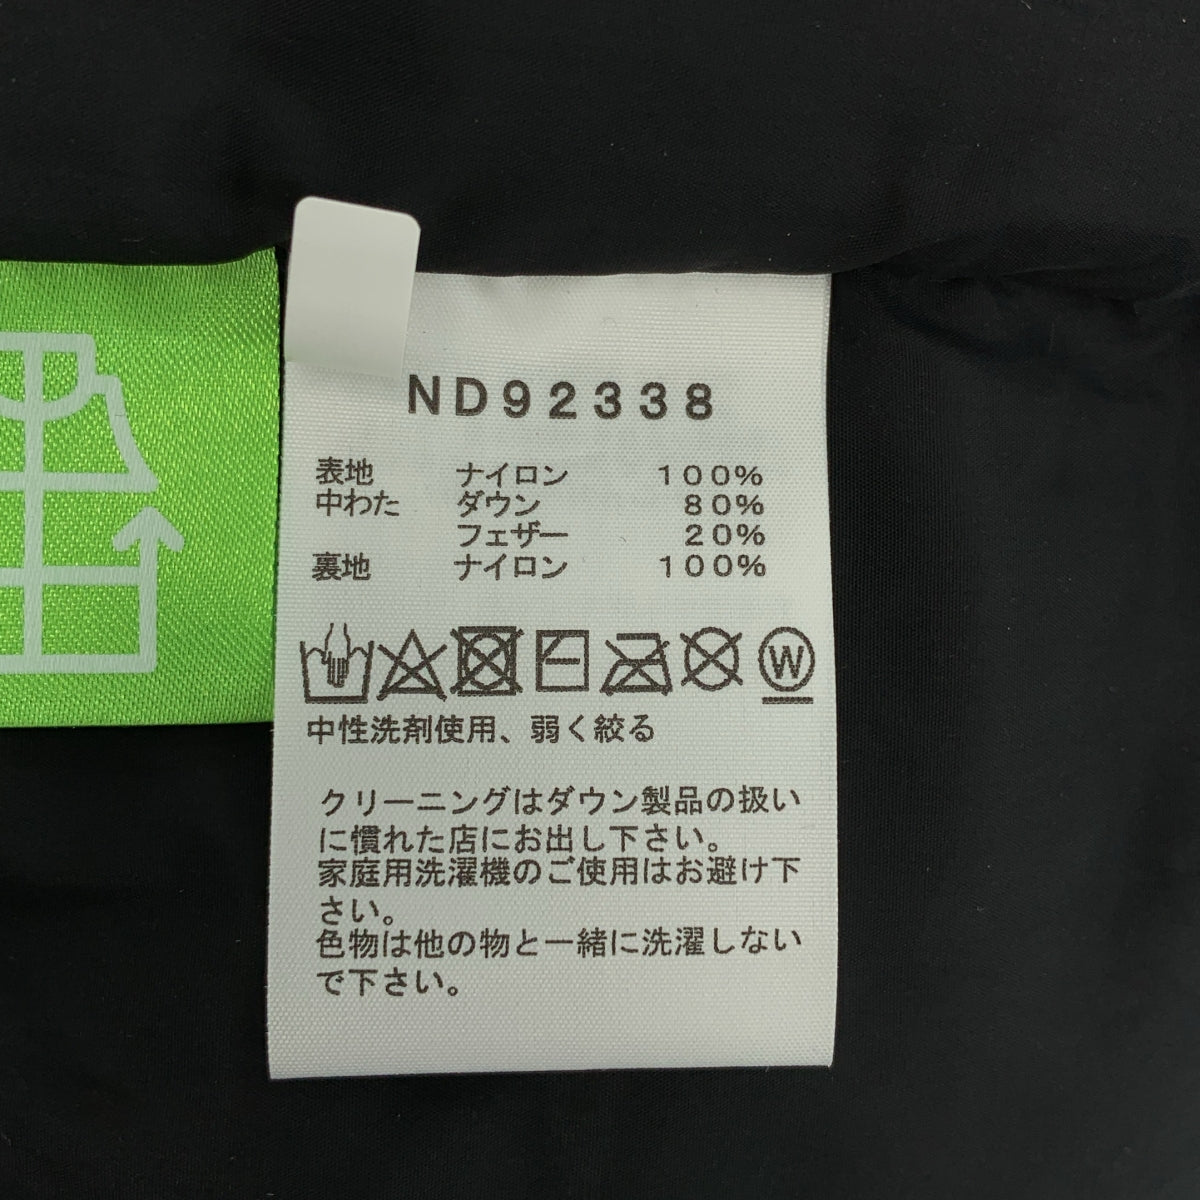 ND92338
表地 ナイロン 100%
中わた ダウン 80%
フェザー 20%
裏地 ナイロン 100%
W
中性洗剤使用、弱く絞る
クリーニングはダウン製品の扱い
に慣れた店にお出し下さい。
家庭用洗濯機のご使用はお避け下
さい。
色物は他の物と一緒に洗濯しない
で下さい。